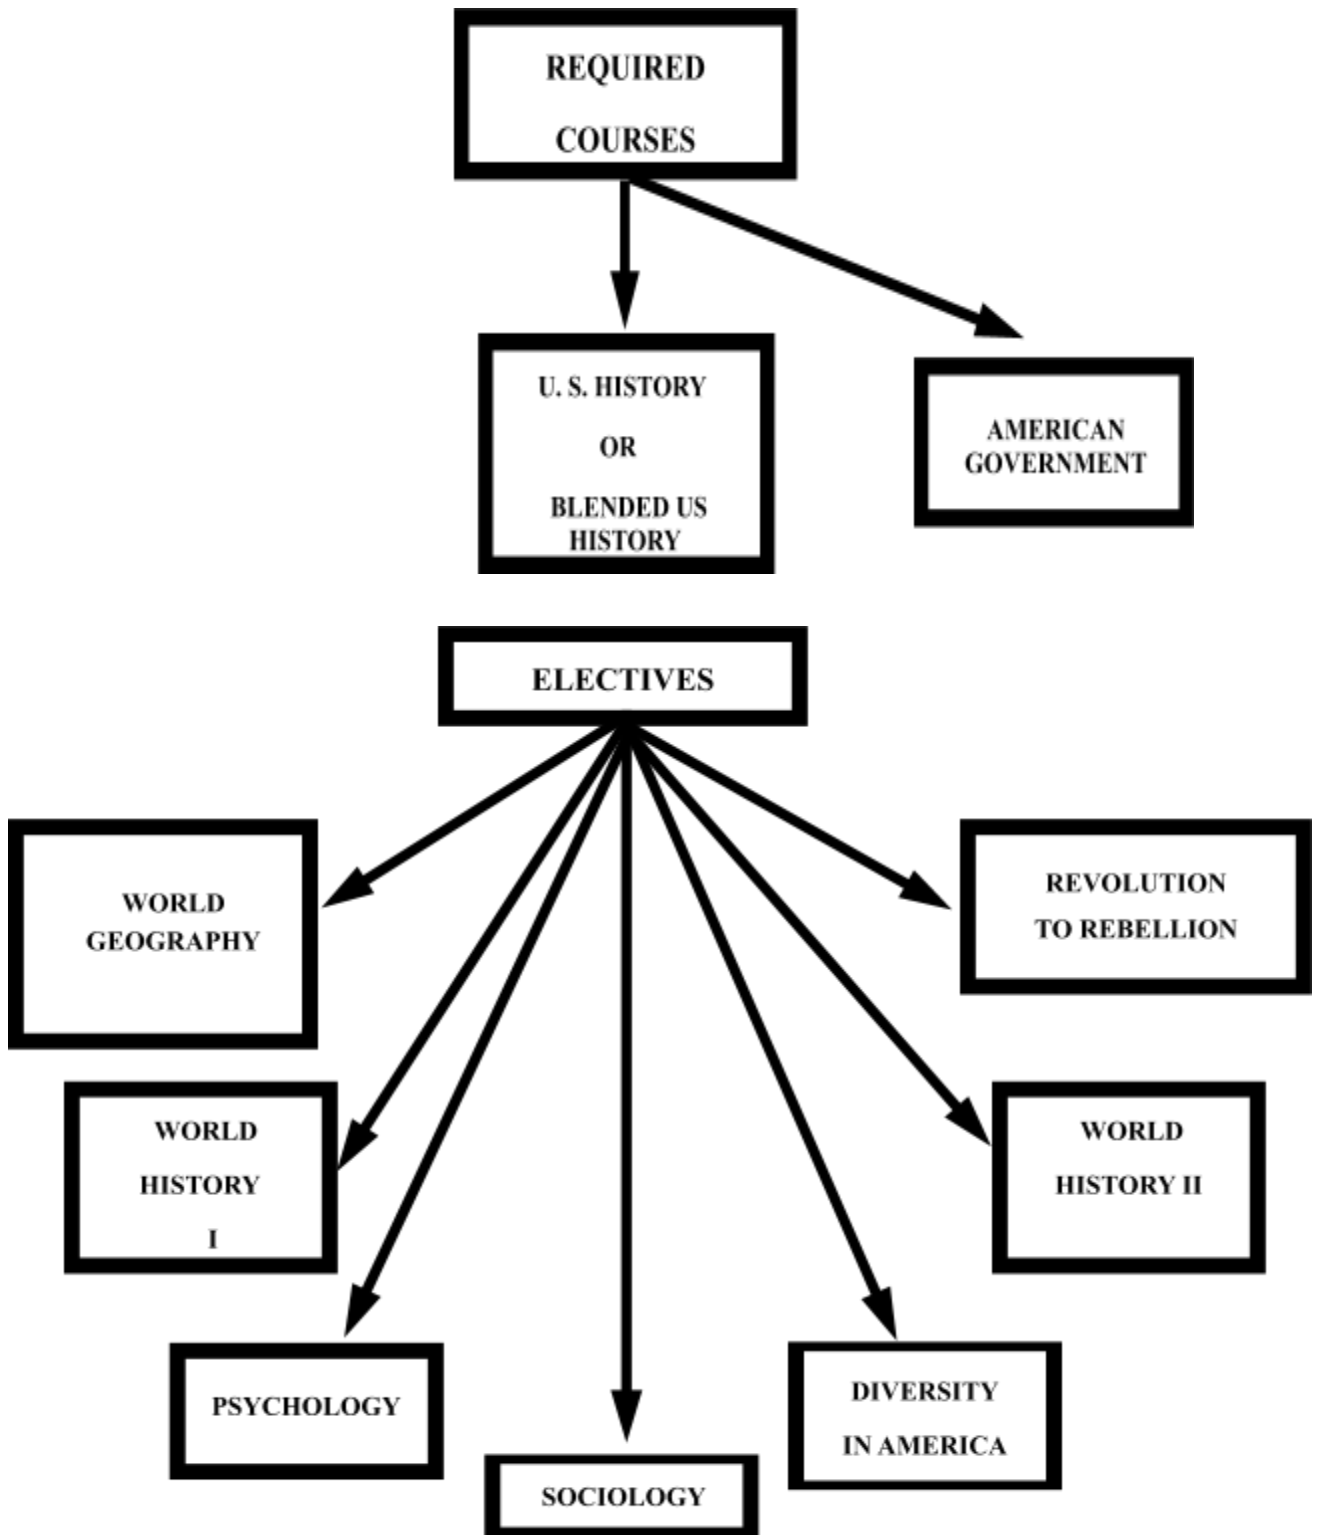 REQUIRED
COURSES
U. S. HISTORY
OR
BLENDED US
HISTORY
AMERICAN
GOVERNMENT
ELECTIVES
WORLD
GEOGRAPHY
REVOLUTION
TO REBELLION
WORLD
HISTORY
I
WORLD
HISTORY II
PSYCHOLOGY
SOCIOLOGY
DIVERSITY
IN AMERICA